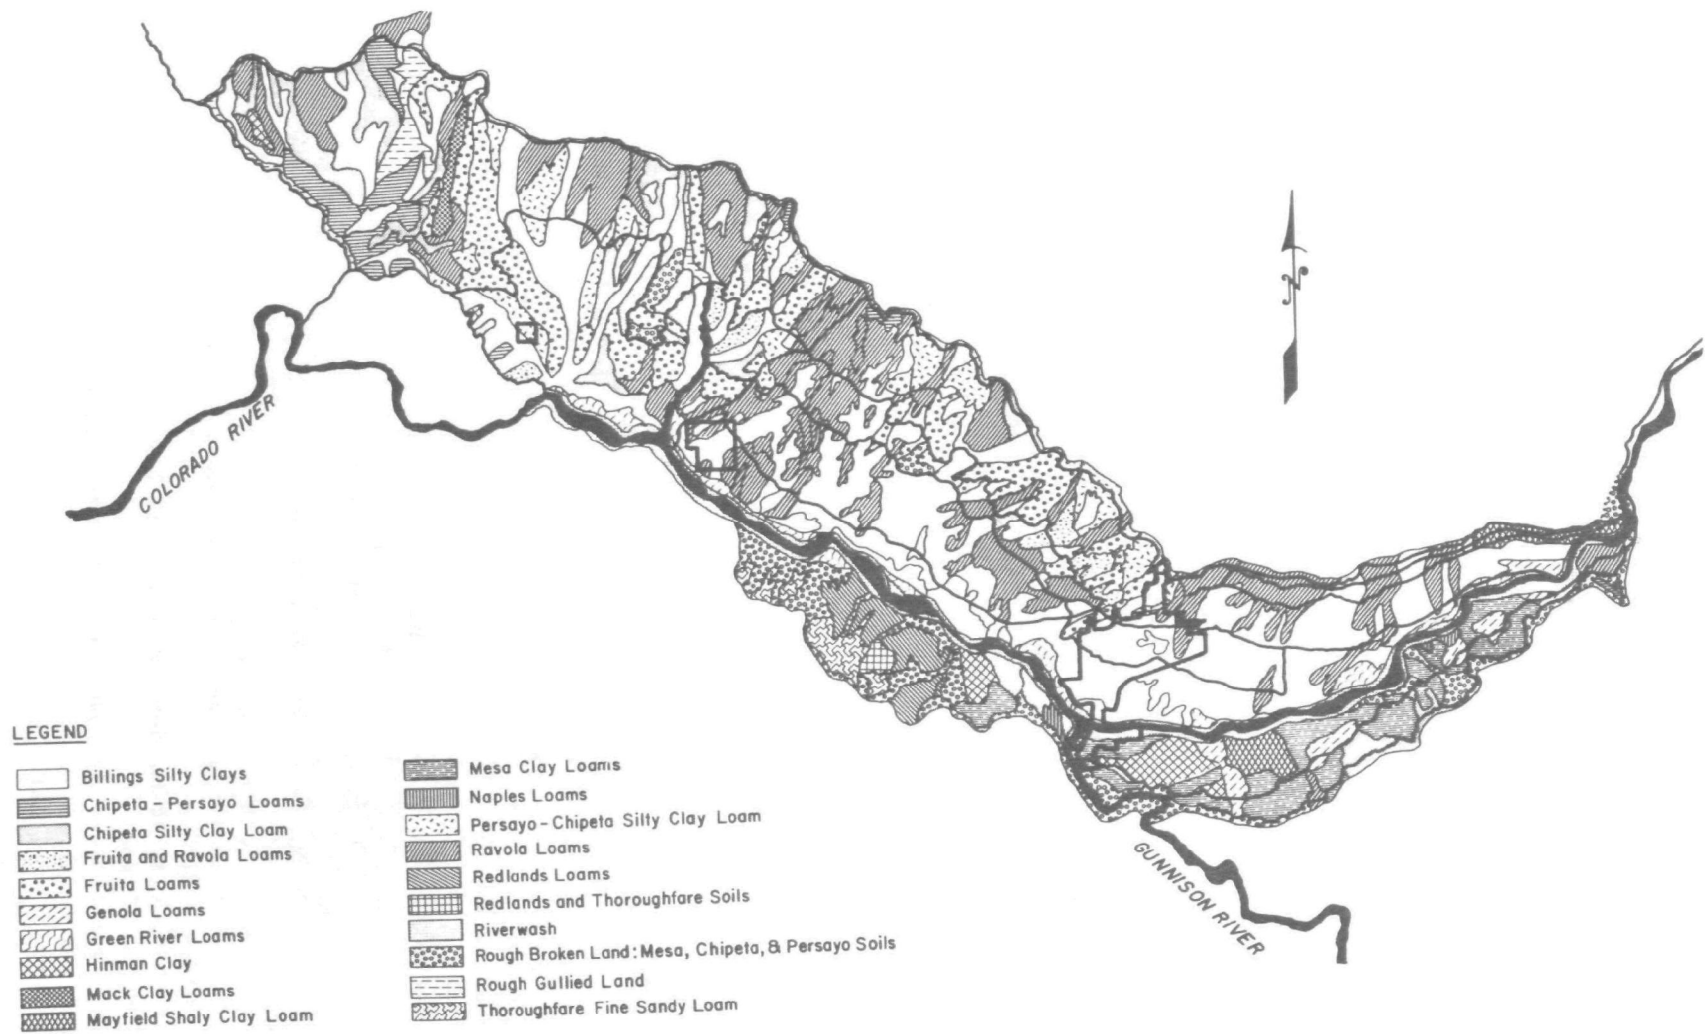 N
COLORADO RIVER
GUNNISON RIVER
LEGEND
Billings Silty Clays
Chipeta - Persayo Loams
Chipeta Silty Clay Loam
Fruita and Ravola Loams
Fruita Loams
Genola Loams
Green River Loams
Hinman Clay
Mack Clay Loams
Mayfield Shaly Clay Loam
Mesa Clay Loams
Naples Loams
Persayo - Chipeta Silty Clay Loam
Ravola Loams
Redlands Loams
Redlands and Thoroughfare Soils
Riverwash
Rough Broken Land: Mesa, Chipeta, & Persayo Soils
Rough Gullied Land
Thoroughfare Fine Sandy Loam